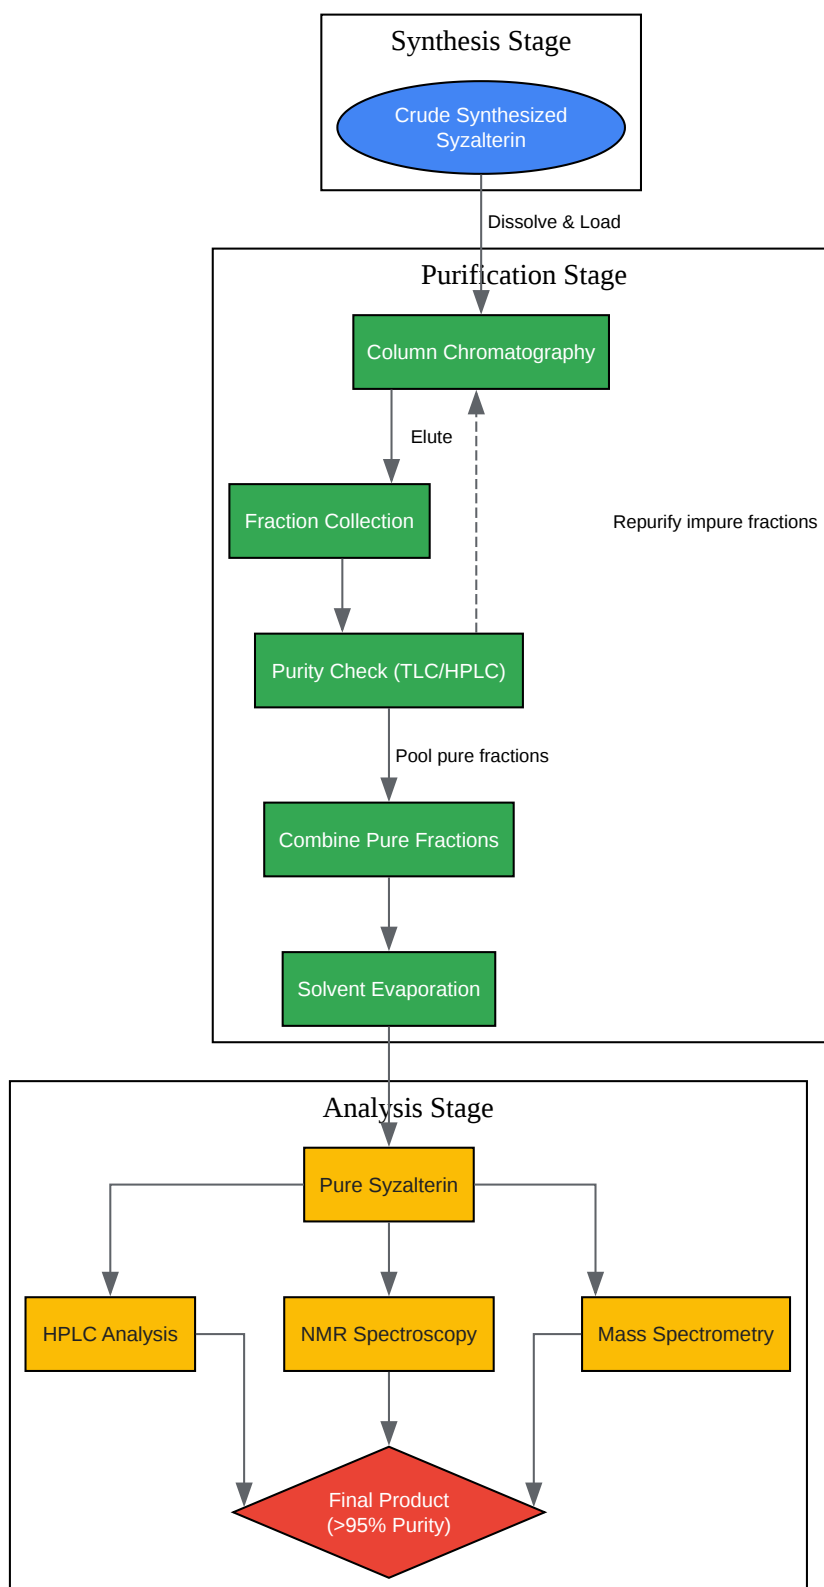 Synthesis Stage
Crude Synthesized
Syzalterin
Dissolve & Load
Purification Stage
Column Chromatography
Elute
Fraction Collection
Repurify impure fractions
Purity Check (TLC/HPLC)
Pool pure fractions
Combine Pure Fractions
Solvent Evaporation
Analysis Stage
Pure Syzalterin
HPLC Analysis
NMR Spectroscopy
Mass Spectrometry
Final Product
(>95% Purity)